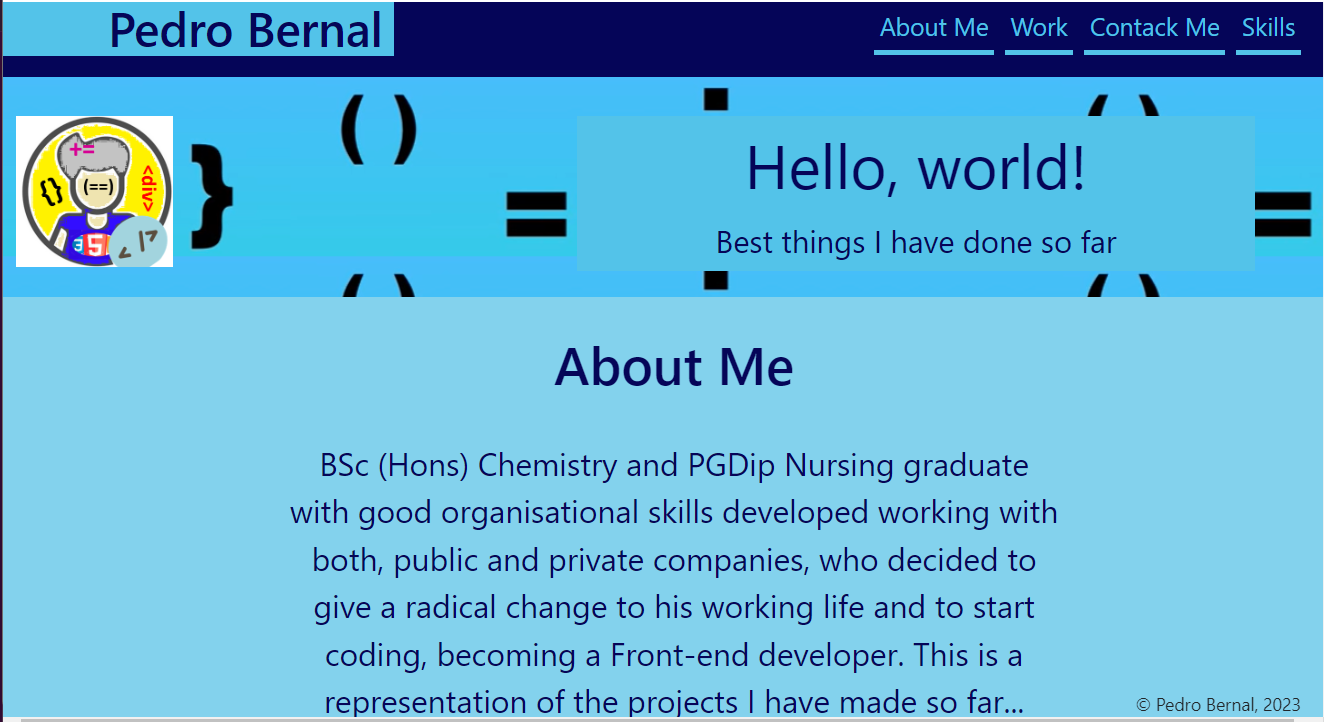 Pedro Bernal
About Me Work Contack Me Skills
( )
}
+=
{}
(==)
<div>
3 5
< | >
=
Hello, world!
=
Best things I have done so far
( )
( )
About Me
BSc (Hons) Chemistry and PGDip Nursing graduate
with good organisational skills developed working with
both, public and private companies, who decided to
give a radical change to his working life and to start
coding, becoming a Front-end developer. This is a
representation of the projects I have made so far...
© Pedro Bernal, 2023